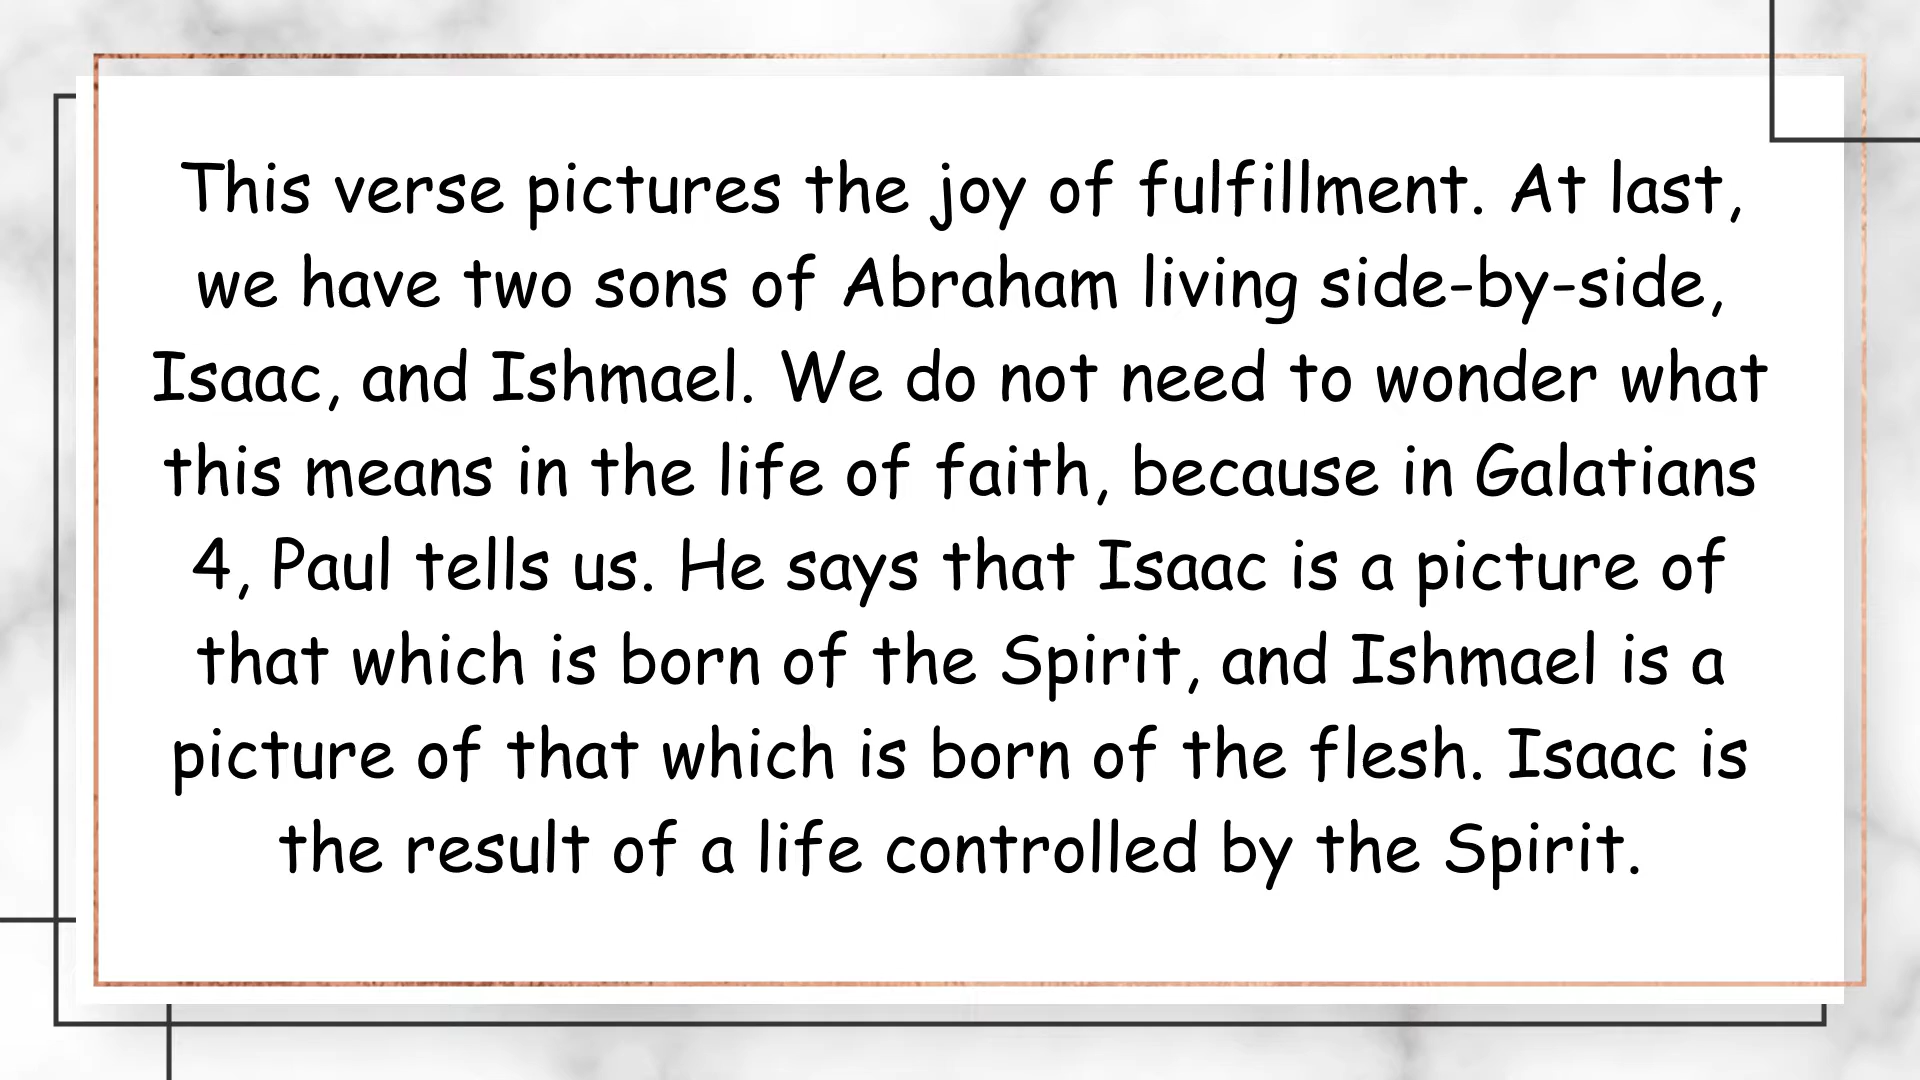 This verse pictures the joy of fulfillment. At last,
we have two sons of Abraham living side-by-side,
Isaac, and Ishmael. We do not need to wonder what
this means in the life of faith, because in Galatians
4, Paul tells us. He says that Isaac is a picture of
that which is born of the Spirit, and Ishmael is a
picture of that which is born of the flesh. Isaac is
the result of a life controlled by the Spirit.